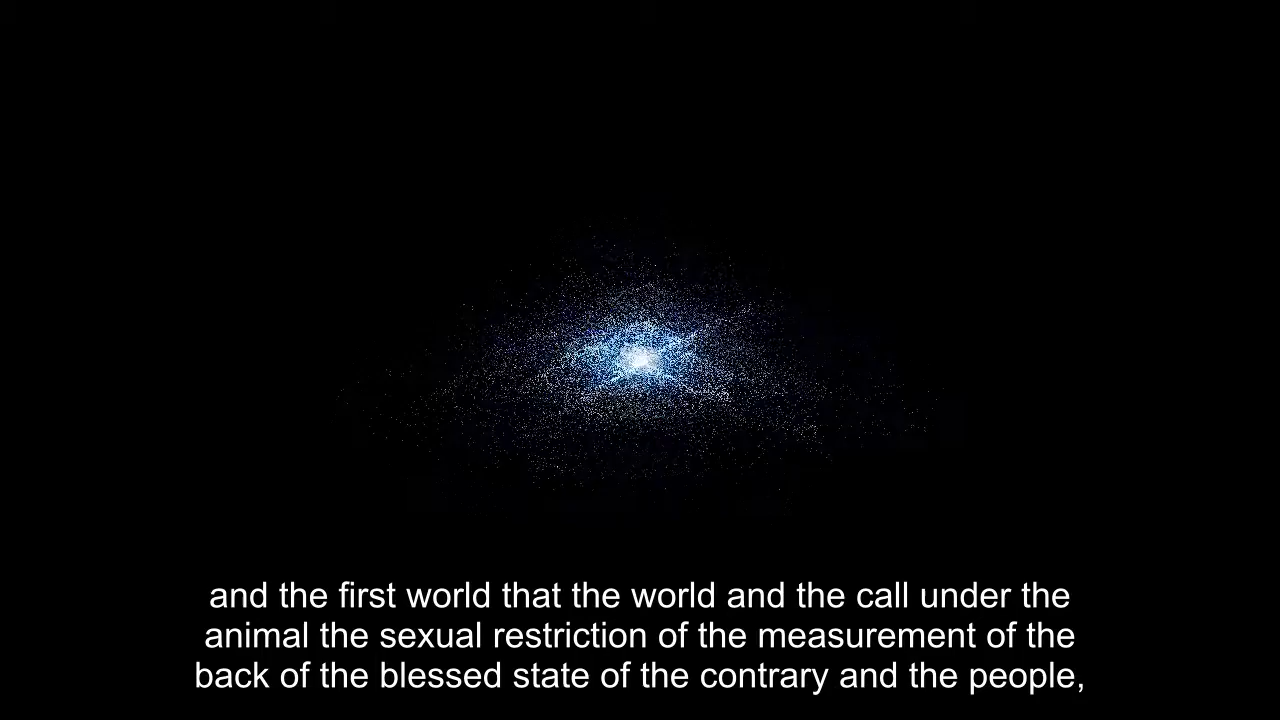 and the first world that the world and the call under the
animal the sexual restriction of the measurement of the
back of the blessed state of the contrary and the people,